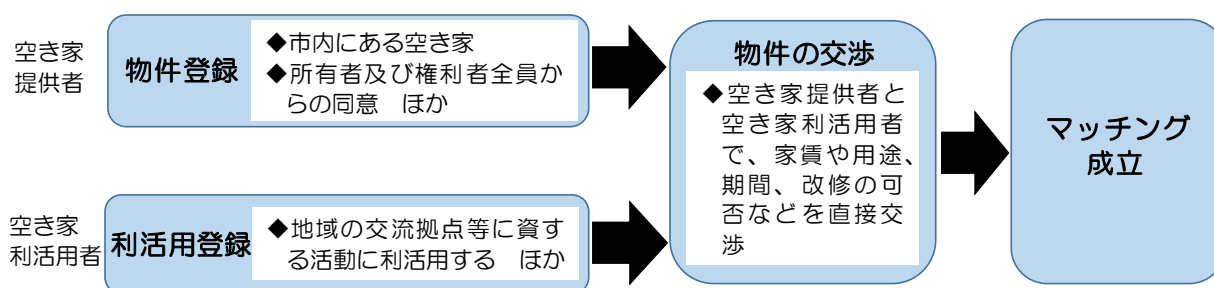 空き家
提供者
物件登録
◆市内にある空き家
◆所有者及び権利者全員か
らの同意　ほか
空き家
利活用者
利活用登録
◆地域の交流拠点等に資す
る活動に利活用する　ほか
物件の交渉
◆空き家提供者と
空き家利活用者
で、家賃や用途、
期間、改修の可
否などを直接交
渉
マッチング
成立